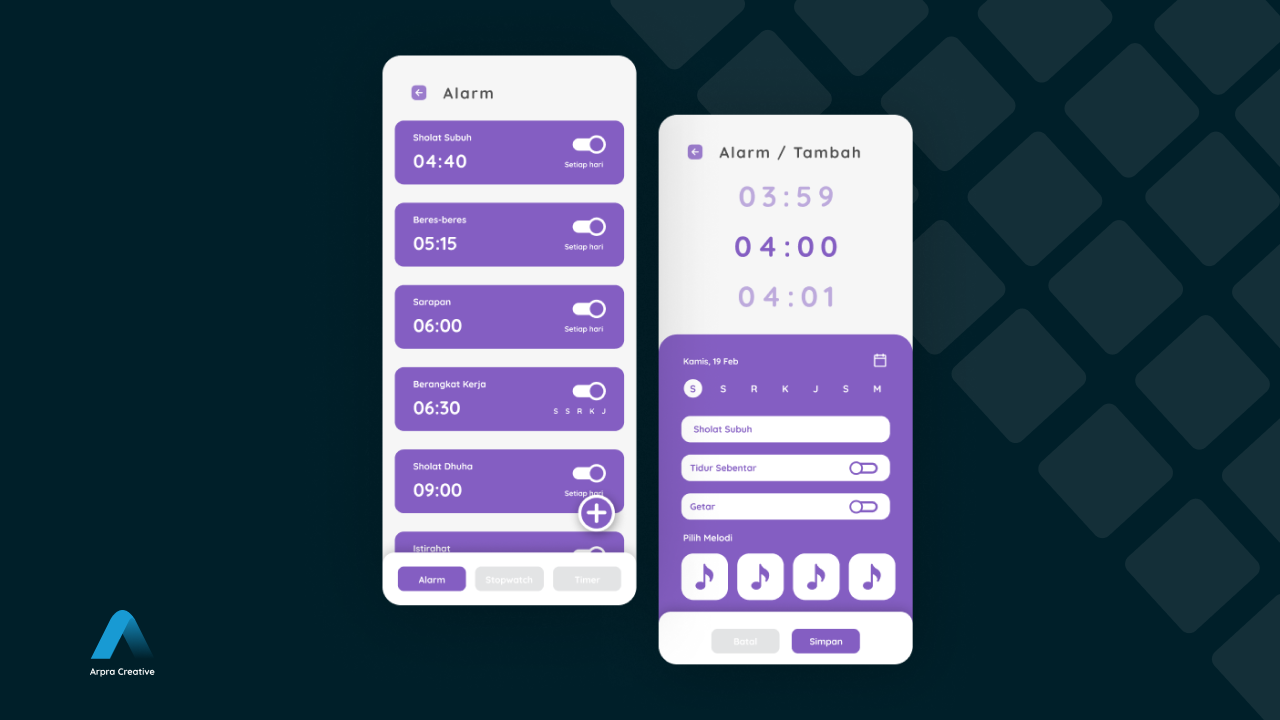 Alarm
Sholat Subuh
04:40
Setiap hari
Beres-beres
05:15
Setiap hari
Sarapan
06:00
Setiap hari
Berangkat Kerja
06:30
S S R K J
Sholat Dhuha
09:00
Setiap hari
Istirahat
Alarm Stopwatch Timer
Alarm / Tambah
03:59
04:00
04:01
Kamis, 19 Feb
S S R K J S M
Sholat Subuh
Tidur Sebentar
Getar
Pilih Melodi
Batal Simpan
Arpra Creative